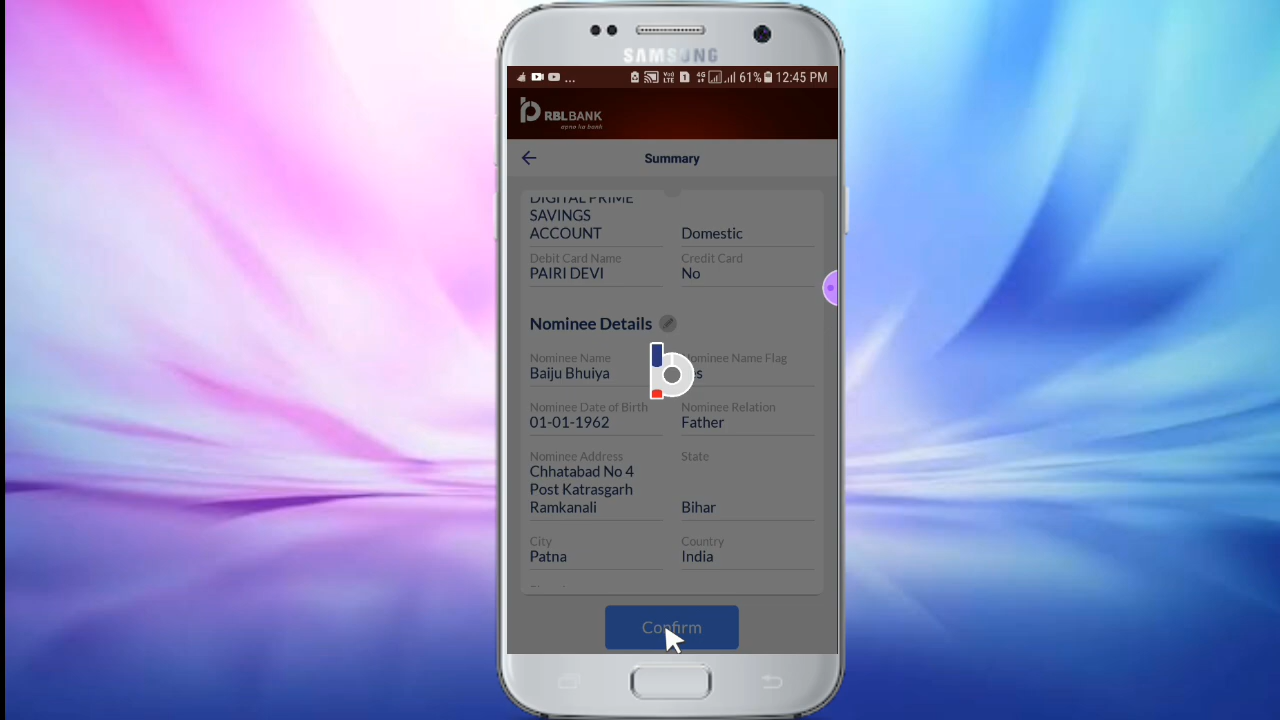 SAMSUNG
... 4G 61% 12:45 PM
RBLBANK
apno ka bank
Summary
DIGITAL PRIME
SAVINGS
ACCOUNT
Domestic
Debit Card Name
Credit Card
PAIRI DEVI
No
Nominee Details
Nominee Name
Nominee Name Flag
Baiju Bhuiya
Nominee Date of Birth
Nominee Relation
01-01-1962
Father
Nominee Address
State
Chhatabad No 4
Post Katrasgarh
Ramkanali
Bihar
City
Country
Patna
India
Confirm